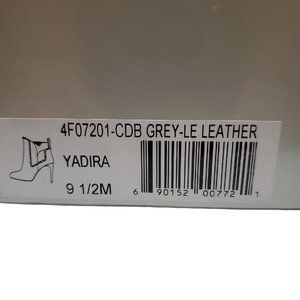 4F07201-CDB GREY-LE LEATHER
YADIRA
9 1/2M
6 90152 00772 1